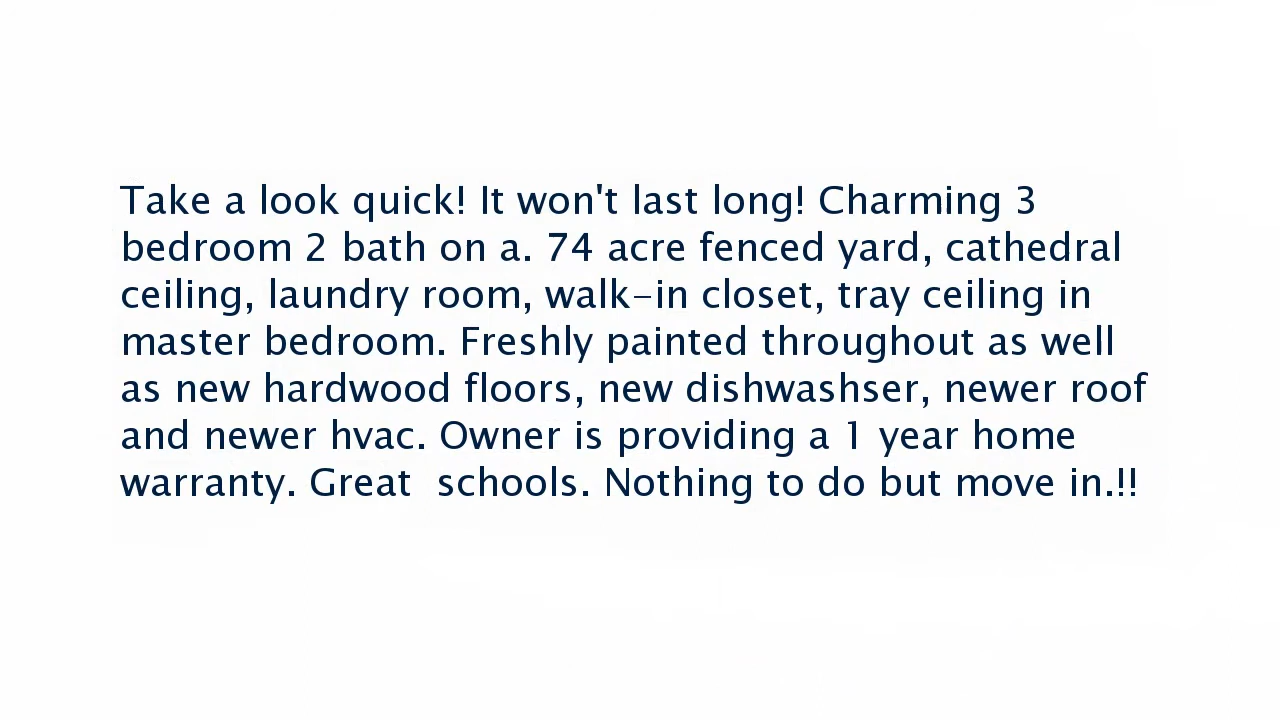 Take a look quick! It won't last long! Charming 3
bedroom 2 bath on a. 74 acre fenced yard, cathedral
ceiling, laundry room, walk-in closet, tray ceiling in
master bedroom. Freshly painted throughout as well
as new hardwood floors, new dishwashser, newer roof
and newer hvac. Owner is providing a 1 year home
warranty. Great  schools. Nothing to do but move in.!!